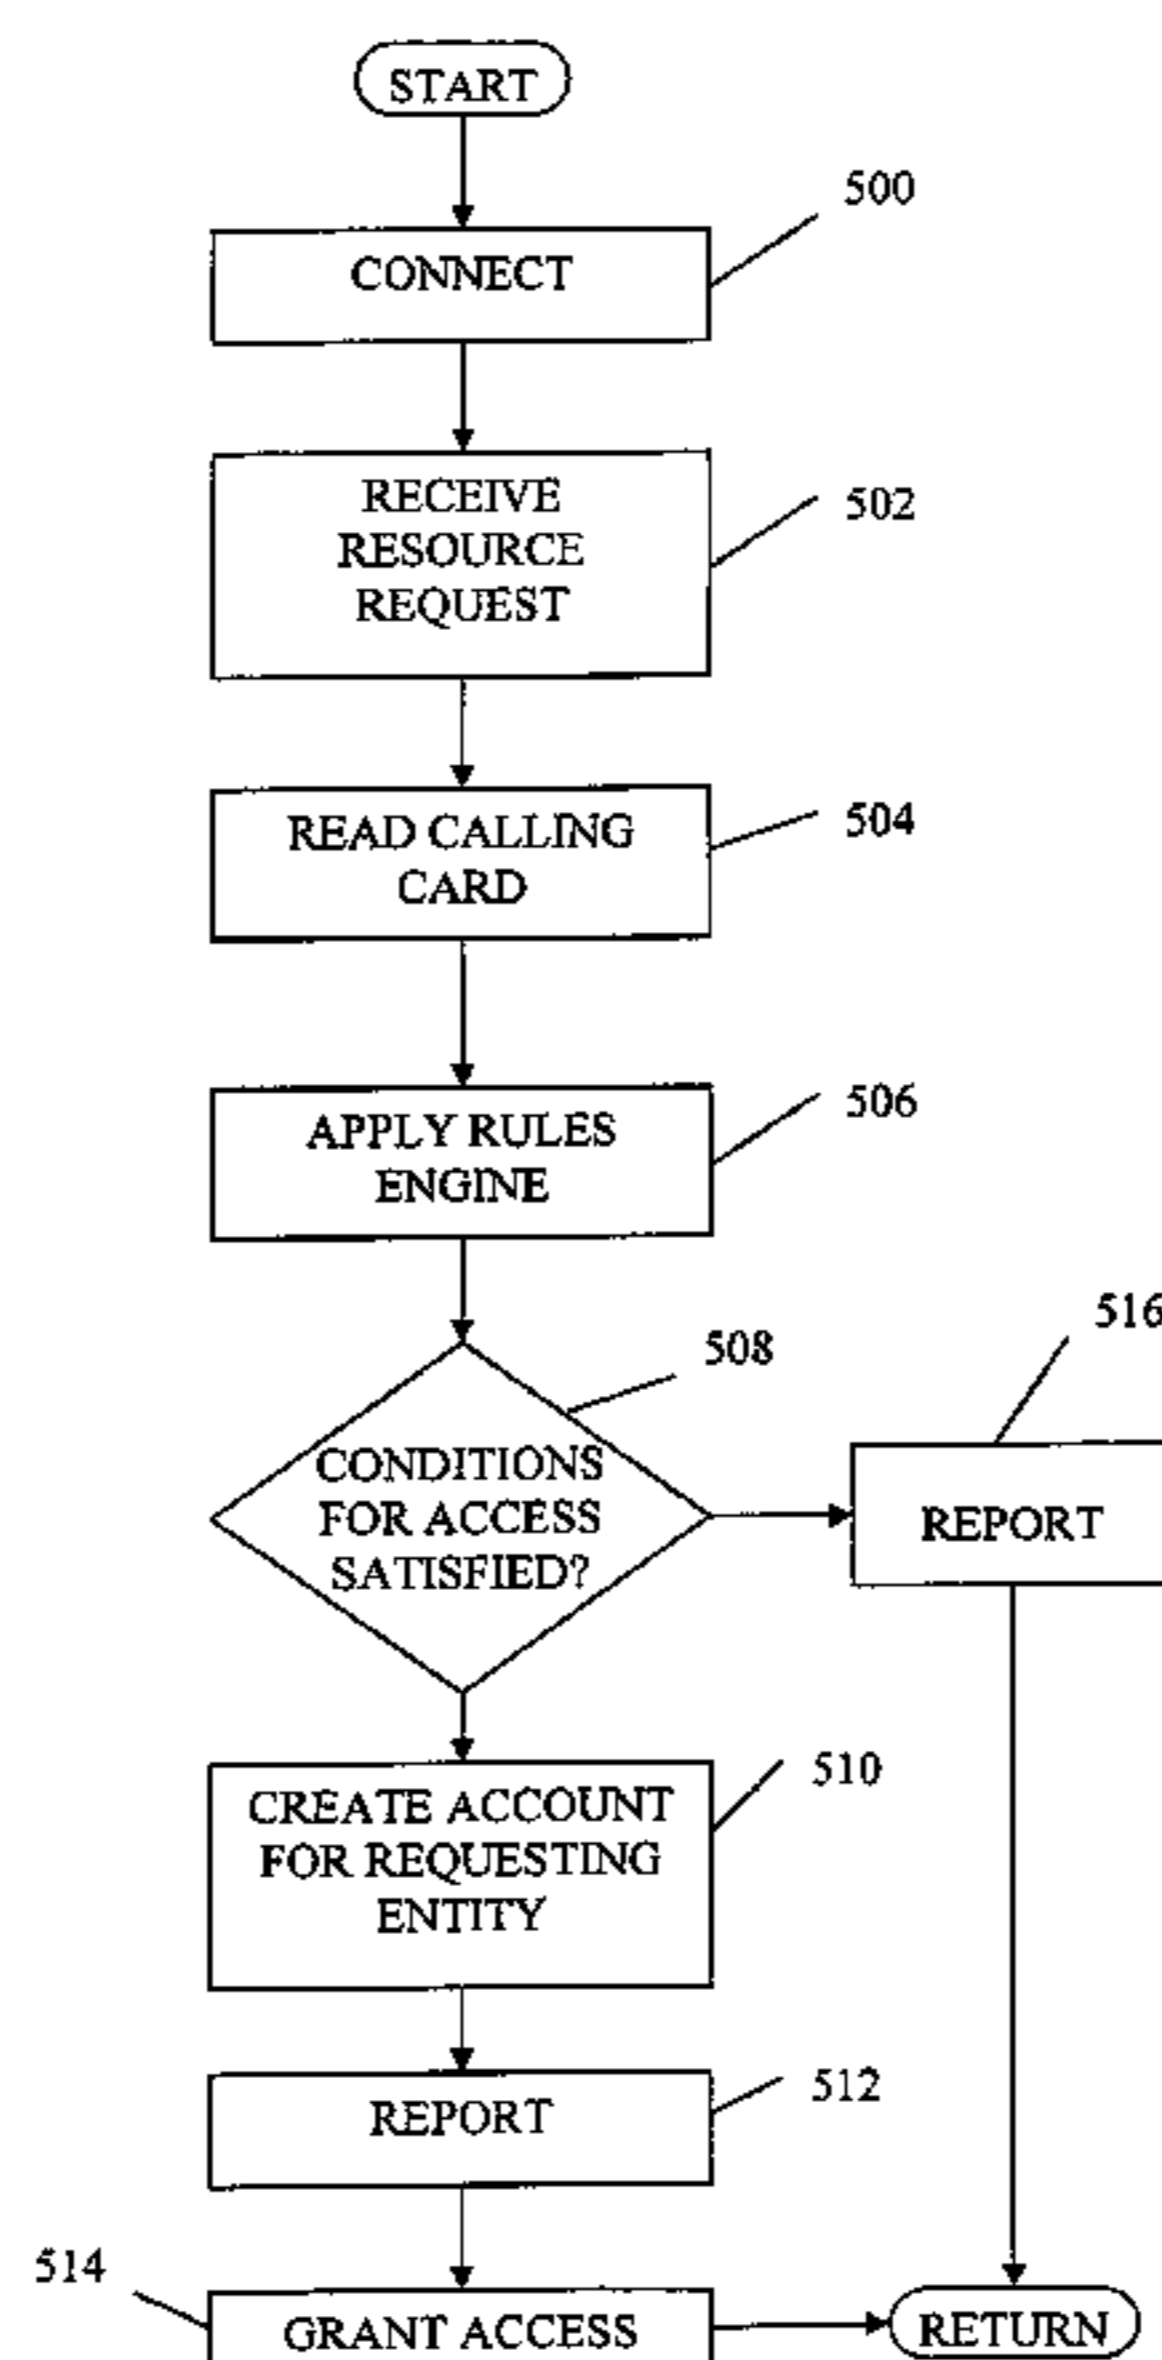 START
500
CONNECT
RECEIVE
RESOURCE
REQUEST
502
READ CALLING
CARD
504
APPLY RULES
ENGINE
506
508
516
CONDITIONS
FOR ACCESS
SATISFIED?
REPORT
510
CREATE ACCOUNT
FOR REQUESTING
ENTITY
512
REPORT
514
GRANT ACCESS
RETURN